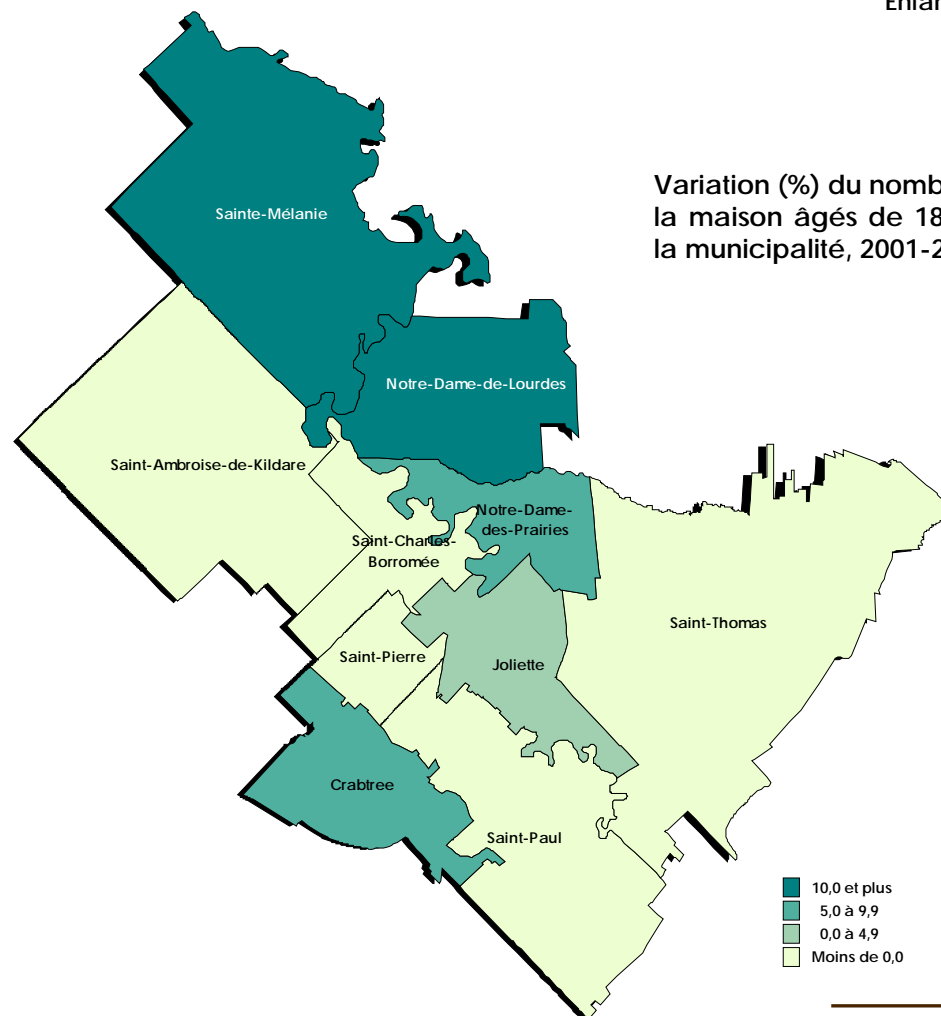 Variation (%) du
la maison âgés de 18
la municipalité, 2001-2
Sainte-Mélanie
Notre-Dame-de-Lourdes
Saint-Ambroise-de-Kildare
Notre-Dame-
des-Prairies
Saint-Charles-
Borromée
Saint-Thomas
Saint-Pierre
Joliette
Crabtree
Saint-Paul
10,0 et plus
5,0 à 9,9
0,0 à 4,9
Moins de 0,0